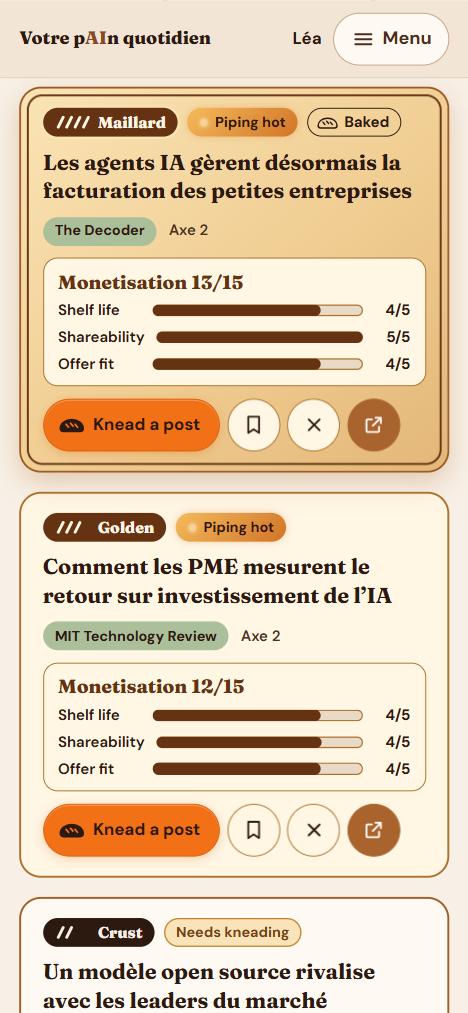 Votre pAIn quotidien
Léa
Menu
Maillard
Piping hot
Baked
Les agents IA gèrent désormais la
facturation des petites entreprises
The Decoder
Axe 2
Monetisation 13/15
Shelf life 4/5
Shareability 5/5
Offer fit 4/5
Knead a post
Golden
Piping hot
Comment les PME mesurent le
retour sur investissement de l’IA
MIT Technology Review
Axe 2
Monetisation 12/15
Shelf life 4/5
Shareability 4/5
Offer fit 4/5
Knead a post
Crust
Needs kneading
Un modèle open source rivalise
avec les leaders du marché